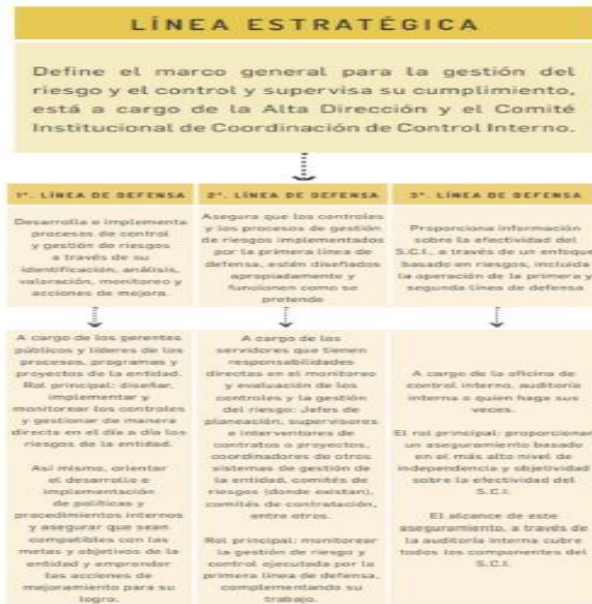 LÍNEA ESTRATÉGICA
Define el marco general para la gestión del
riesgo y el control y supervisa su cumplimiento,
está a cargo de la Alta Dirección y el Comité
Institucional de Coordinación de Control Interno.
1ª. LÍNEA DE DEFENSA
Desarrolla e implementa
procesos de control
y gestión de riesgos
a través de su
identificación, análisis,
valoración, monitoreo y
acciones de mejora.
A cargo de los gerentes
públicos y líderes de los
procesos, programas y
proyectos de la entidad.
Rol principal: diseñar,
implementar y
monitorear los controles
y gestionar de manera
directa en el día a día los
riesgos de la entidad.
Así mismo, orientar
el desarrollo e
implementación
de políticas y
procedimientos internos
y asegurar que sean
compatibles con las
metas y objetivos de la
entidad y emprender
las acciones de
mejoramiento para su
logro.
2ª. LÍNEA DE DEFENSA
Asegura que los controles
y los procesos de gestión
de riesgos implementados
por la primera línea de
defensa, estén diseñados
apropiadamente y
funcionen como se
pretende
A cargo de los
servidores que tienen
responsabilidades
directas en el monitoreo
y evaluación de los
controles y la gestión
del riesgo: Jefes de
planeación, supervisores
e interventores de
contratos o proyectos,
coordinadores de otros
sistemas de gestión de
la entidad, comités de
riesgos (donde existan),
comités de contratación,
entre otros.
Rol principal: monitorear
la gestión de riesgo y
control ejecutada por la
primera línea de defensa,
complementando su
trabajo.
3ª. LÍNEA DE DEFENSA
Proporciona información
sobre la efectividad del
S.C.I., a través de un enfoque
basado en riesgos, incluida
la operación de la primera y
segunda línea de defensa
A cargo de la oficina de
control interno, auditoría
interna o quien haga sus
veces.
El rol principal: proporcionar
un aseguramiento basado
en el más alto nivel de
independencia y objetividad
sobre la efectividad del
S.C.I.
El alcance de este
aseguramiento, a través de
la auditoría interna cubre
todos los componentes del
S.C.I.